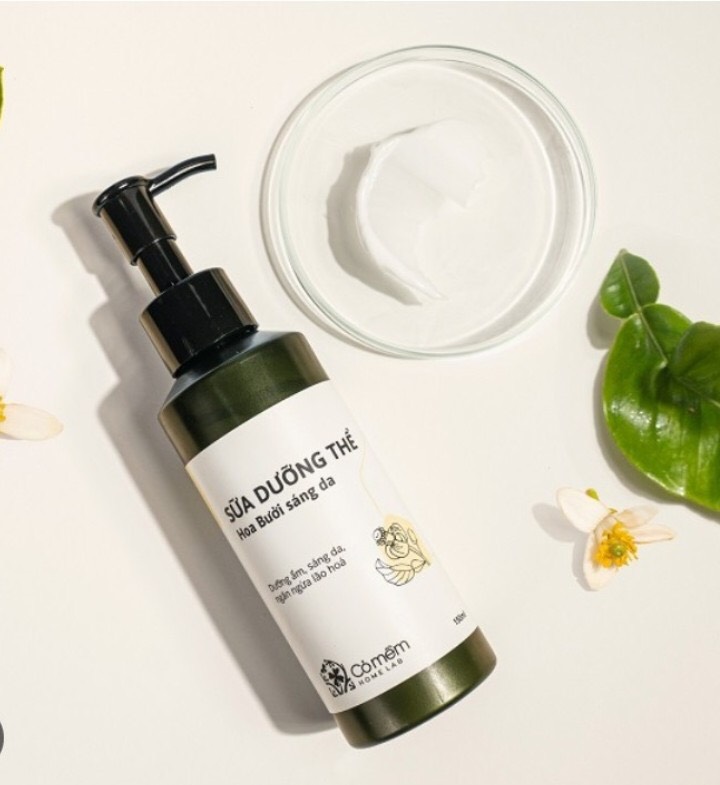 SỮA DƯỠNG THỂ
Hoa Bưởi sáng da
Dưỡng ẩm, sáng da,
ngăn ngừa lão hoá
150ml
Cỏ mềm
HOME LAB